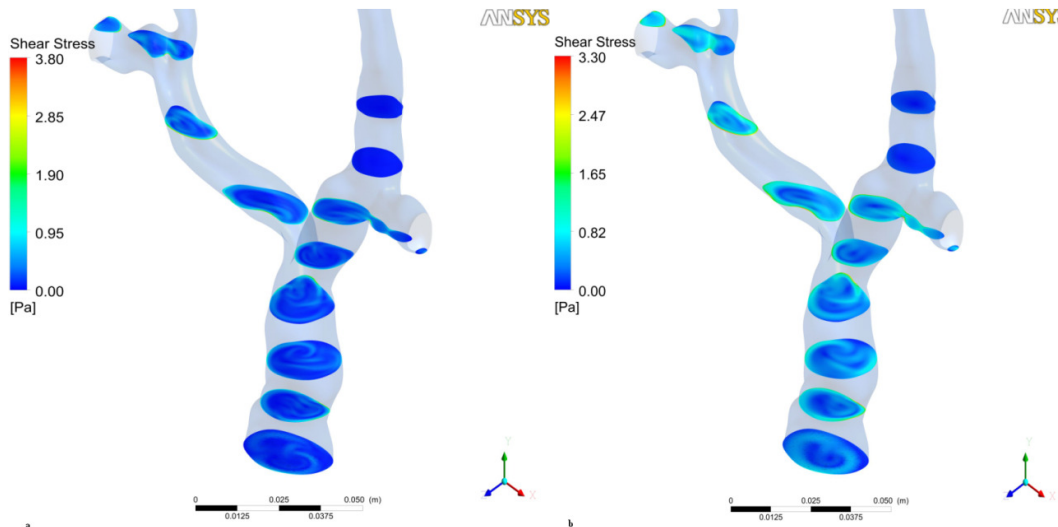 ANSYS
Shear Stress
3.80
2.85
1.90
0.95
0.00
[Pa]
Y
X
0 0.025 0.050 (m)
0.0125 0.0375
a
ANSYS
Shear Stress
3.30
2.47
1.65
0.82
0.00
[Pa]
Y
X
0 0.025 0.050 (m)
0.0125 0.0375
b